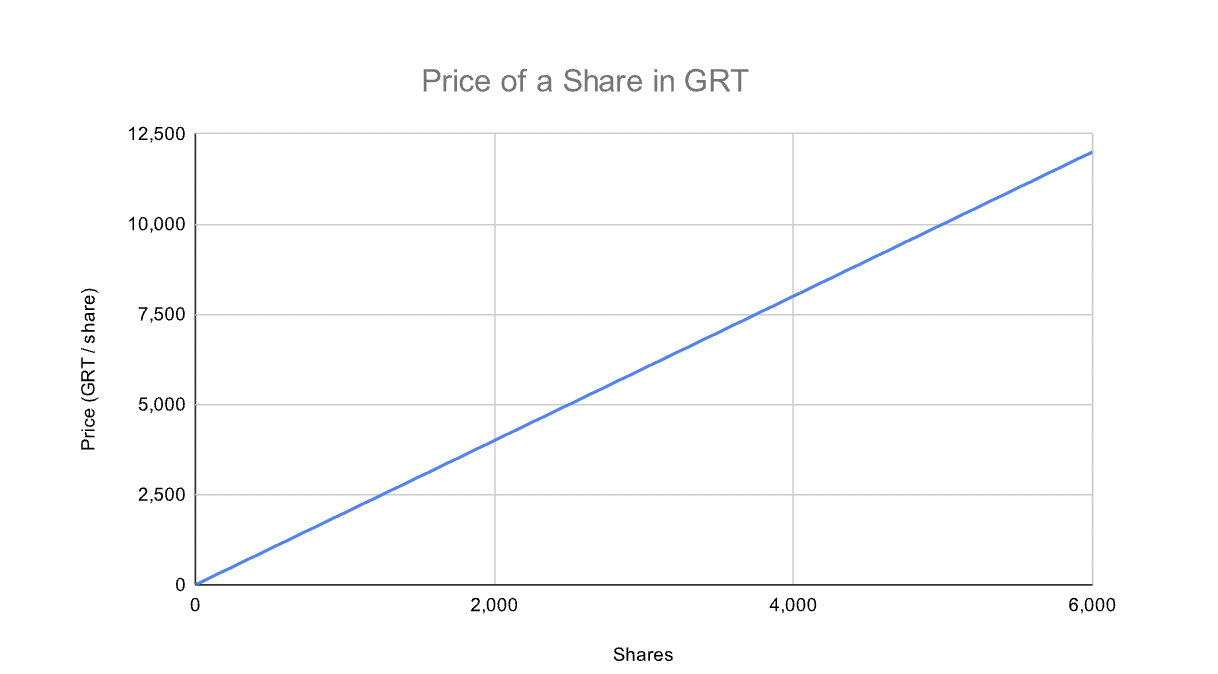 Price of a Share in GRT
12,500
10,000
7,500
5,000
2,500
0
Price (GRT / share)
0 2,000 4,000 6,000
Shares